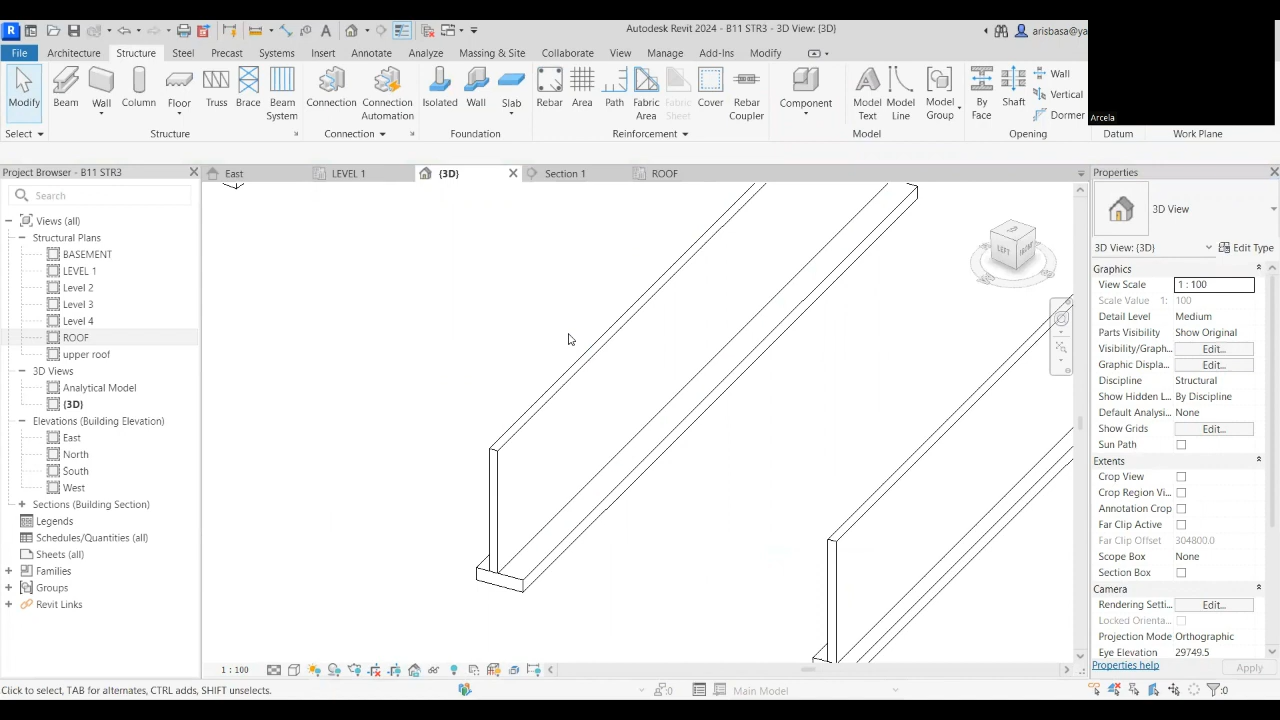 Autodesk Revit 2024 - B11 STR3 - 3D View: {3D}
arisbasa@ya
File Architecture Structure Steel Precast Systems Insert Annotate Analyze Massing & Site Collaborate View Manage Modify
Modify Beam Wall Column Floor Truss Brace Beam System Connection Connection Automation Isolated Wall Slab Rebar Area Path Fabric Area Fabric Sheet Cover Rebar Coupler Component Model Text Model Line Model Group By Face Shaft Wall Vertical Dormer
Arcela
Select Structure Connection Foundation Reinforcement Model Opening Datum Work Plane
Project Browser - B11 STR3
East LEVEL 1 {3D} Section 1 ROOF
Search
Views (all)
Structural Plans
BASEMENT
LEVEL 1
Level 2
Level 3
Level 4
ROOF
upper roof
3D Views
Analytical Model
{3D}
Elevations (Building Elevation)
East
North
South
West
Sections (Building Section)
Legends
Schedules/Quantities (all)
Sheets (all)
Families
Groups
Revit Links
LEFT FRONT
Properties
3D View
3D View: {3D} Edit Type
Graphics
View Scale 1 : 100
Scale Value 1: 100
Detail Level Medium
Parts Visibility Show Original
Visibility/Graph... Edit...
Graphic Displa... Edit...
Discipline Structural
Show Hidden L... By Discipline
Default Analysi... None
Show Grids Edit...
Sun Path
Extents
Crop View
Crop Region Vi...
Annotation Crop
Far Clip Active
Far Clip Offset 304800.0
Scope Box None
Section Box
Camera
Rendering Setti... Edit...
Locked Orienta...
Projection Mode Orthographic
Eye Elevation 29749.5
Properties help Apply
1 : 100
Click to select, TAB for alternates, CTRL adds, SHIFT unselects.
:0 Main Model :0